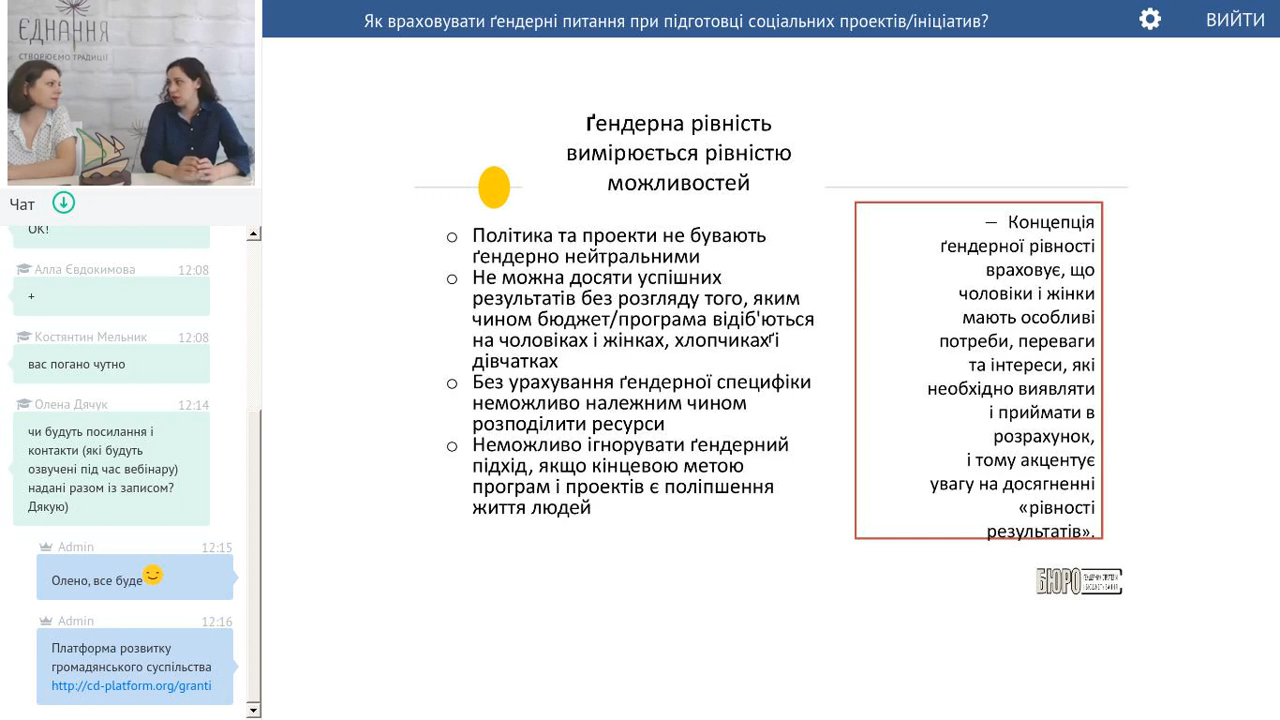 Як враховувати ґендерні питання при підготовці соціальних проектів/ініціатив?
ВИЙТИ
ЄДНАННЯ
СТВОРЮЄМО ТРАДИЦІЇ
Чат
ОК!
Алла Євдокимова 12:08
+
Костянтин Мельник 12:08
вас погано чутно
Олена Дячук 12:14
чи будуть посилання і
контакти (які будуть
озвучені під час вебінару)
надані разом із записом?
Дякую)
Admin 12:15
Олено, все буде
Admin 12:16
Платформа розвитку
громадянського суспільства
http://cd-platform.org/granti
Ґендерна рівність
вимірюється рівністю
можливостей
o Політика та проекти не бувають
ґендерно нейтральними
o Не можна досяти успішних
результатів без розгляду того, яким
чином бюджет/програма відіб'ються
на чоловіках і жінках, хлопчикахґі
дівчатках
o Без урахування ґендерної специфіки
неможливо належним чином
розподілити ресурси
o Неможливо ігнорувати ґендерний
підхід, якщо кінцевою метою
програм і проектів є поліпшення
життя людей
– Концепція
ґендерної рівності
враховує, що
чоловіки і жінки
мають особливі
потреби, переваги
та інтереси, які
необхідно виявляти
і приймати в
розрахунок,
і тому акцентує
увагу на досягненні
«рівності
результатів».
БЮРО